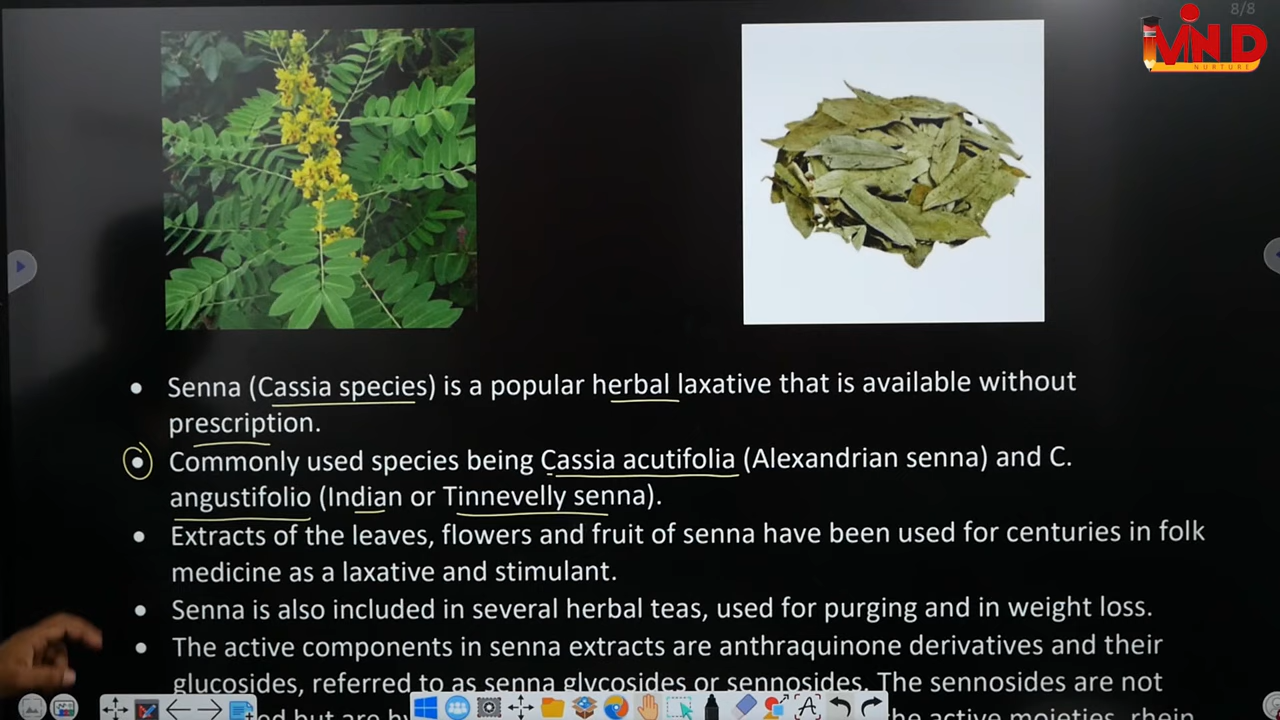 8/8
MIND
NURTURE
Senna (Cassia species) is a popular herbal laxative that is available without
prescription.
Commonly used species being Cassia acutifolia (Alexandrian senna) and C.
angustifolio (Indian or Tinnevelly senna).
Extracts of the leaves, flowers and fruit of senna have been used for centuries in folk
medicine as a laxative and stimulant.
Senna is also included in several herbal teas, used for purging and in weight loss.
The active components in senna extracts are anthraquinone derivatives and their
glucosides, referred to as senna glycosides or sennosides. The sennosides are not
but are
active moieties, rhein